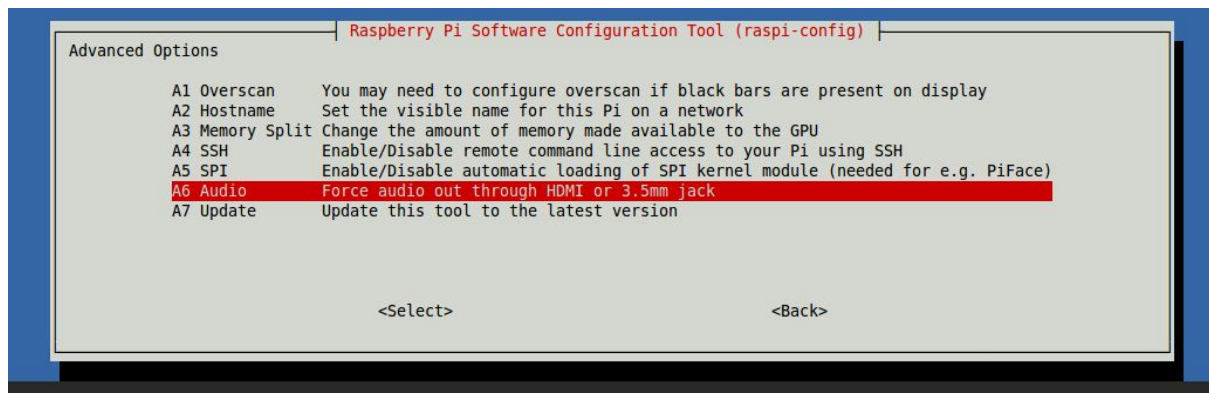 Raspberry Pi Software Configuration Tool (raspi-config)
Advanced Options
A1 Overscan You may need to configure overscan if black bars are present on display
A2 Hostname Set the visible name for this Pi on a network
A3 Memory Split Change the amount of memory made available to the GPU
A4 SSH Enable/Disable remote command line access to your Pi using SSH
A5 SPI Enable/Disable automatic loading of SPI kernel module (needed for e.g. PiFace)
A6 Audio Force audio out through HDMI or 3.5mm jack
A7 Update Update this tool to the latest version
<Select> <Back>